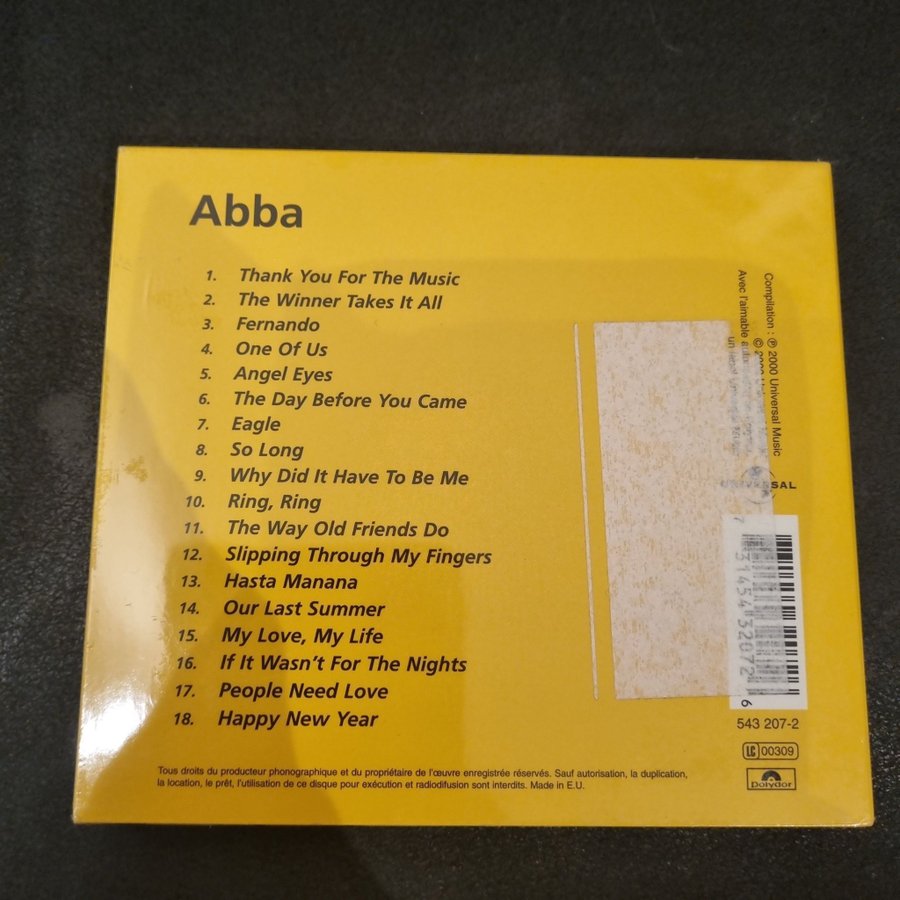 Abba
1. Thank You For The Music
2. The Winner Takes It All
3. Fernando
4. One Of Us
5. Angel Eyes
6. The Day Before You Came
7. Eagle
8. So Long
9. Why Did It Have To Be Me
10. Ring, Ring
11. The Way Old Friends Do
12. Slipping Through My Fingers
13. Hasta Manana
14. Our Last Summer
15. My Love, My Life
16. If It Wasn't For The Nights
17. People Need Love
18. Happy New Year
Compilation : ℗ 2000 Universal Music
Avec l'aimable
UNIVERSAL
7 31454 32072 6
543 207-2
LC 00309
Polydor
Tous droits du producteur phonographique et du propriétaire de l'œuvre enregistrée réservés. Sauf autorisation, la duplication,
la location, le prêt, l'utilisation de ce disque pour exécution et radiodifusion sont interdits. Made in E.U.